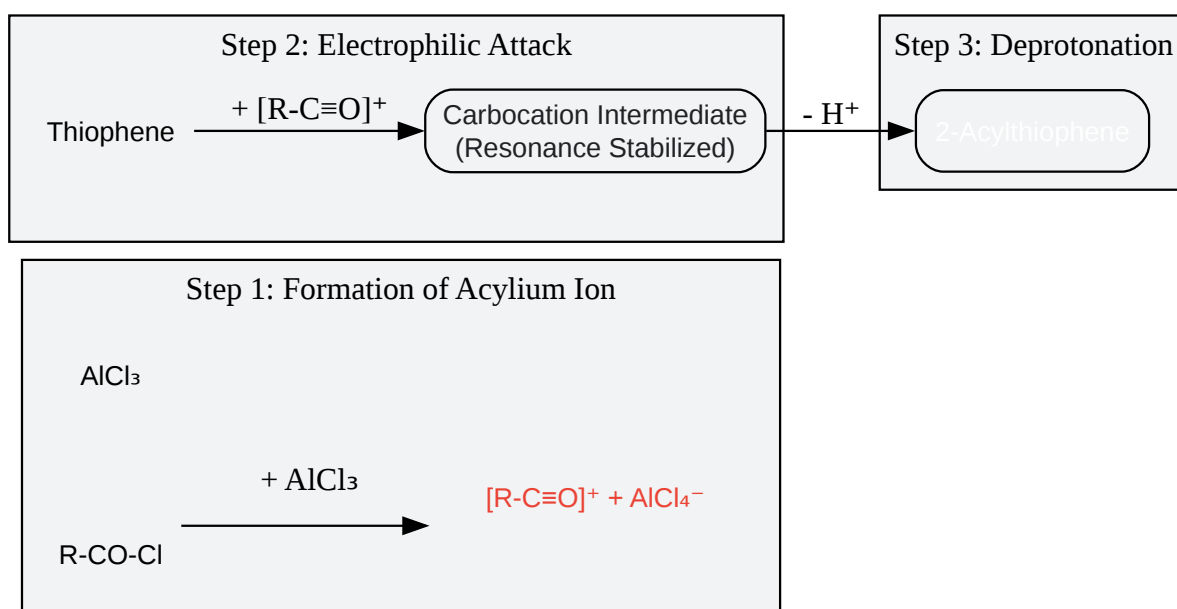 Step 2: Electrophilic Attack
Thiophene
+ [R-C≡O]⁺
Carbocation Intermediate
(Resonance Stabilized)
- H⁺
Step 3: Deprotonation
2-Acylthiophene
Step 1: Formation of Acylium Ion
AlCl₃
+ AlCl₃
R-CO-Cl
[R-C≡O]⁺ + AlCl₄⁻